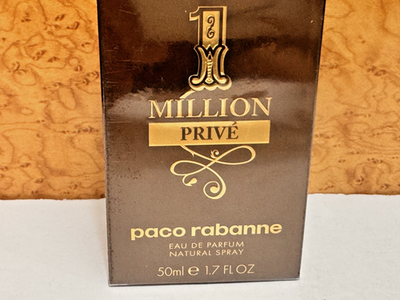 1
MILLION
PRIVÉ
paco rabanne
EAU DE PARFUM
NATURAL SPRAY
50ml e 1.7 FL OZ